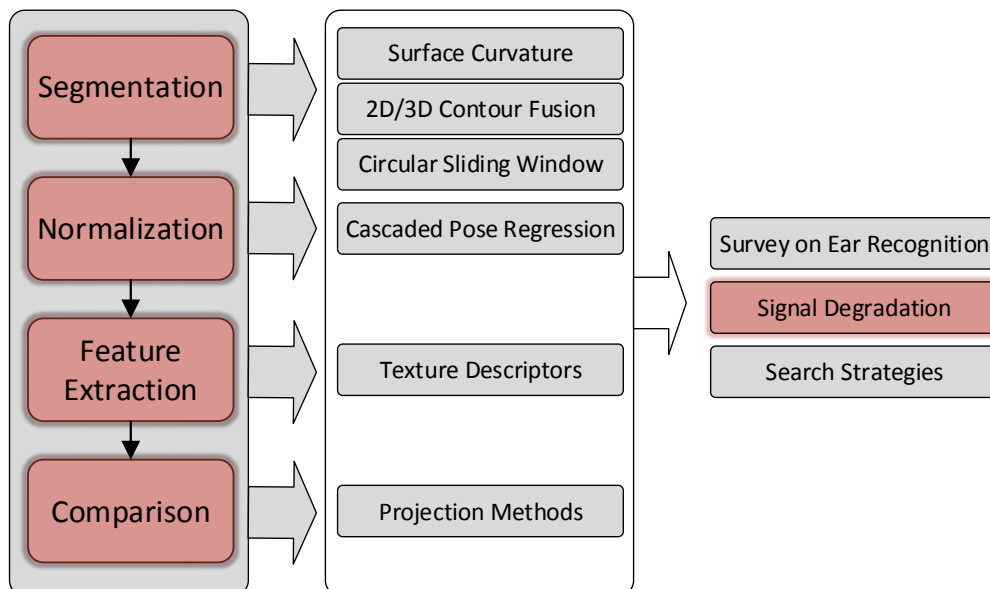 Segmentation
Normalization
Feature
Extraction
Comparison
Surface Curvature
2D/3D Contour Fusion
Circular Sliding Window
Cascaded Pose Regression
Texture Descriptors
Projection Methods
Survey on Ear Recognition
Signal Degradation
Search Strategies